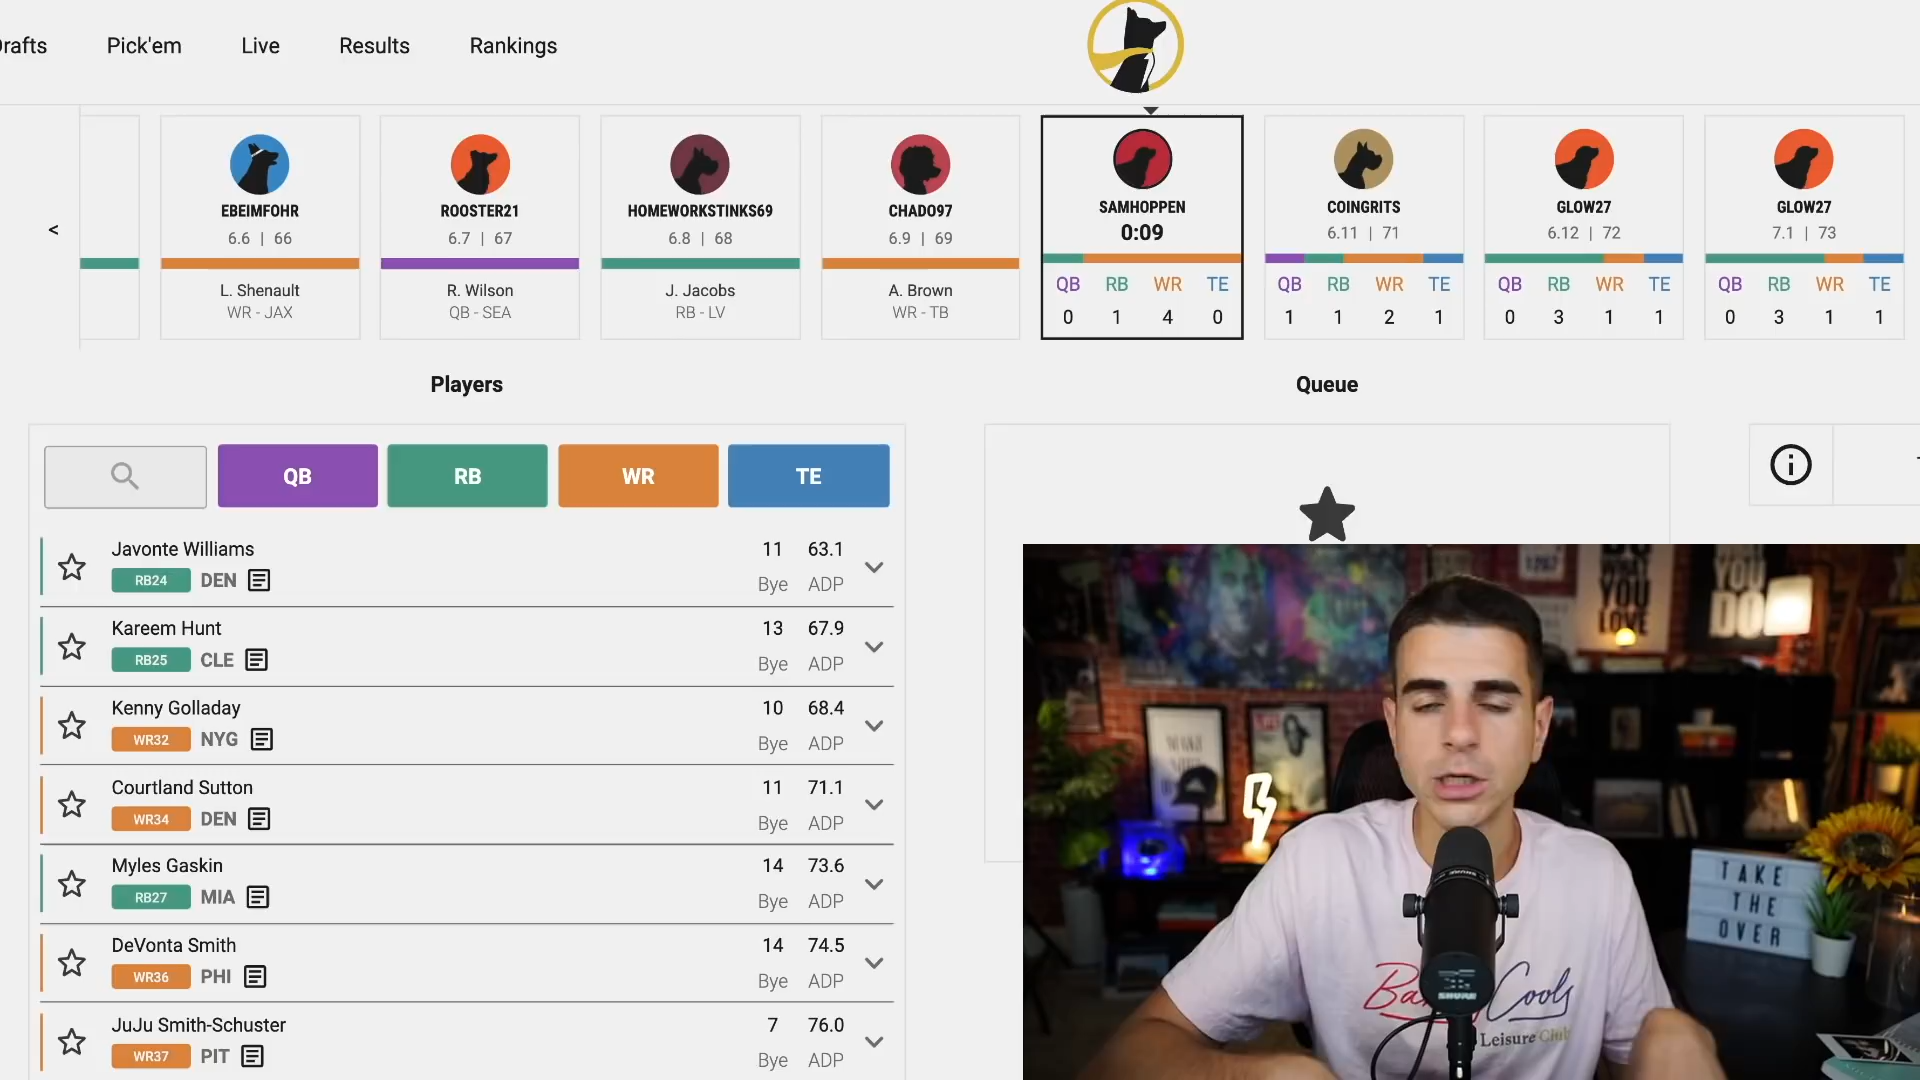 Drafts
Pick'em
Live
Results
Rankings
<
EBEIMFOHR
6.6 | 66
L. Shenault
WR - JAX
ROOSTER21
6.7 | 67
R. Wilson
QB - SEA
HOMEWORKSTINKS69
6.8 | 68
J. Jacobs
RB - LV
CHADO97
6.9 | 69
A. Brown
WR - TB
SAMHOPPEN
0:09
QB RB WR TE
0 1 4 0
COINGRITS
6.11 | 71
QB RB WR TE
1 1 2 1
GLOW27
6.12 | 72
QB RB WR TE
0 3 1 1
GLOW27
7.1 | 73
QB RB WR TE
0 3 1 1
Players
Queue
QB
RB
WR
TE
Javonte Williams 11 63.1
RB24 DEN Bye ADP
Kareem Hunt 13 67.9
RB25 CLE Bye ADP
Kenny Golladay 10 68.4
WR32 NYG Bye ADP
Courtland Sutton 11 71.1
WR34 DEN Bye ADP
Myles Gaskin 14 73.6
RB27 MIA Bye ADP
DeVonta Smith 14 74.5
WR36 PHI Bye ADP
JuJu Smith-Schuster 7 76.0
WR37 PIT Bye ADP
YOU
LOVE
YOU
DO
TAKE
THE
OVER
SHURE
Cools
Leisure Club